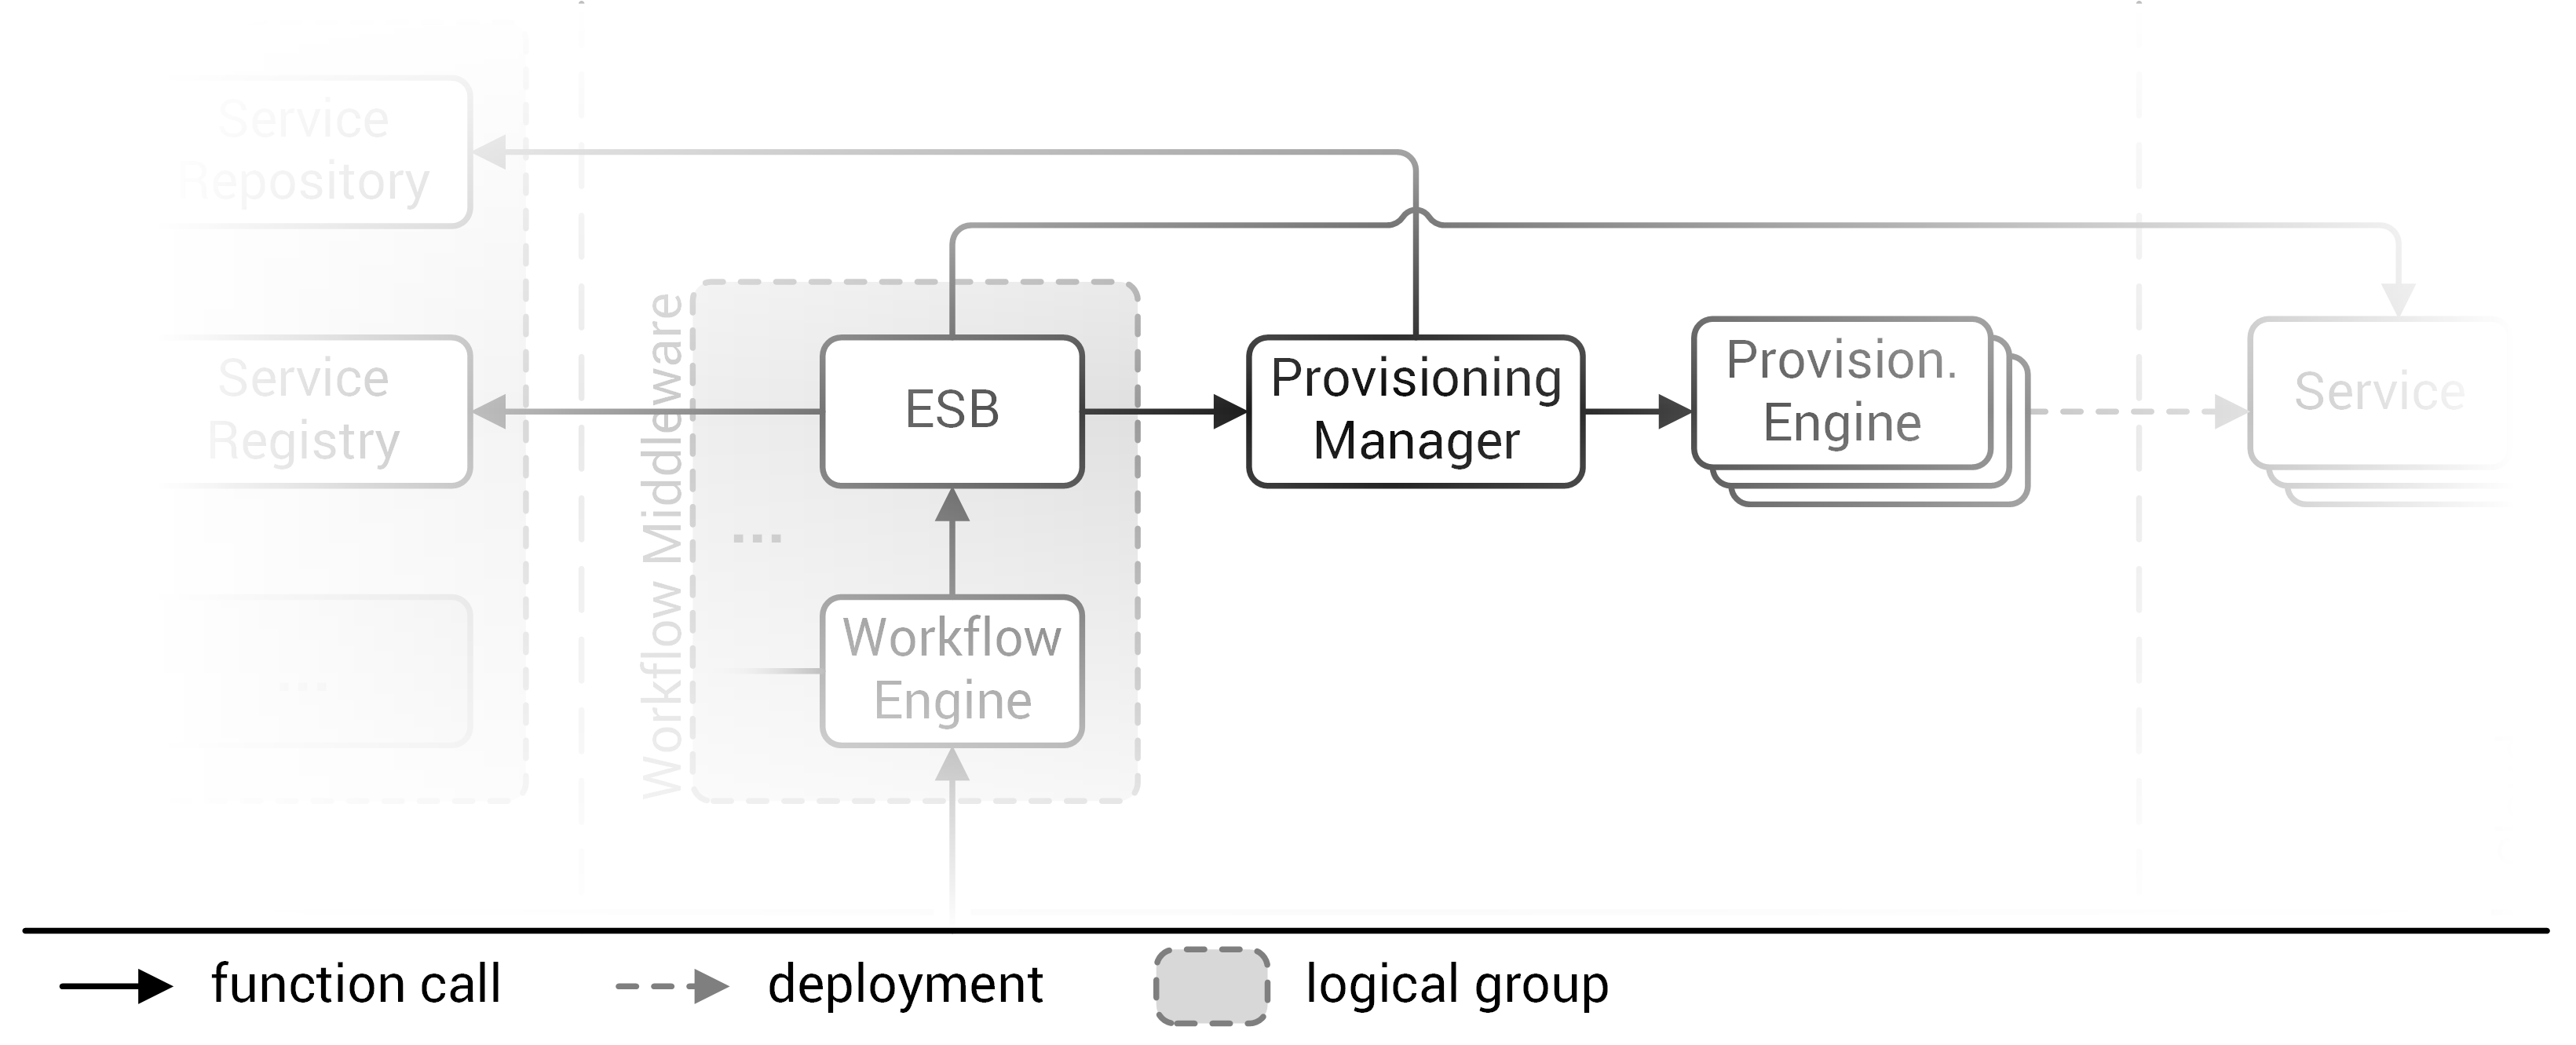 Service
Repository
Service
Registry
...
Workflow Middleware
ESB
...
Workflow
Engine
Provisioning
Manager
Provision.
Engine
Service
function call
deployment
logical group